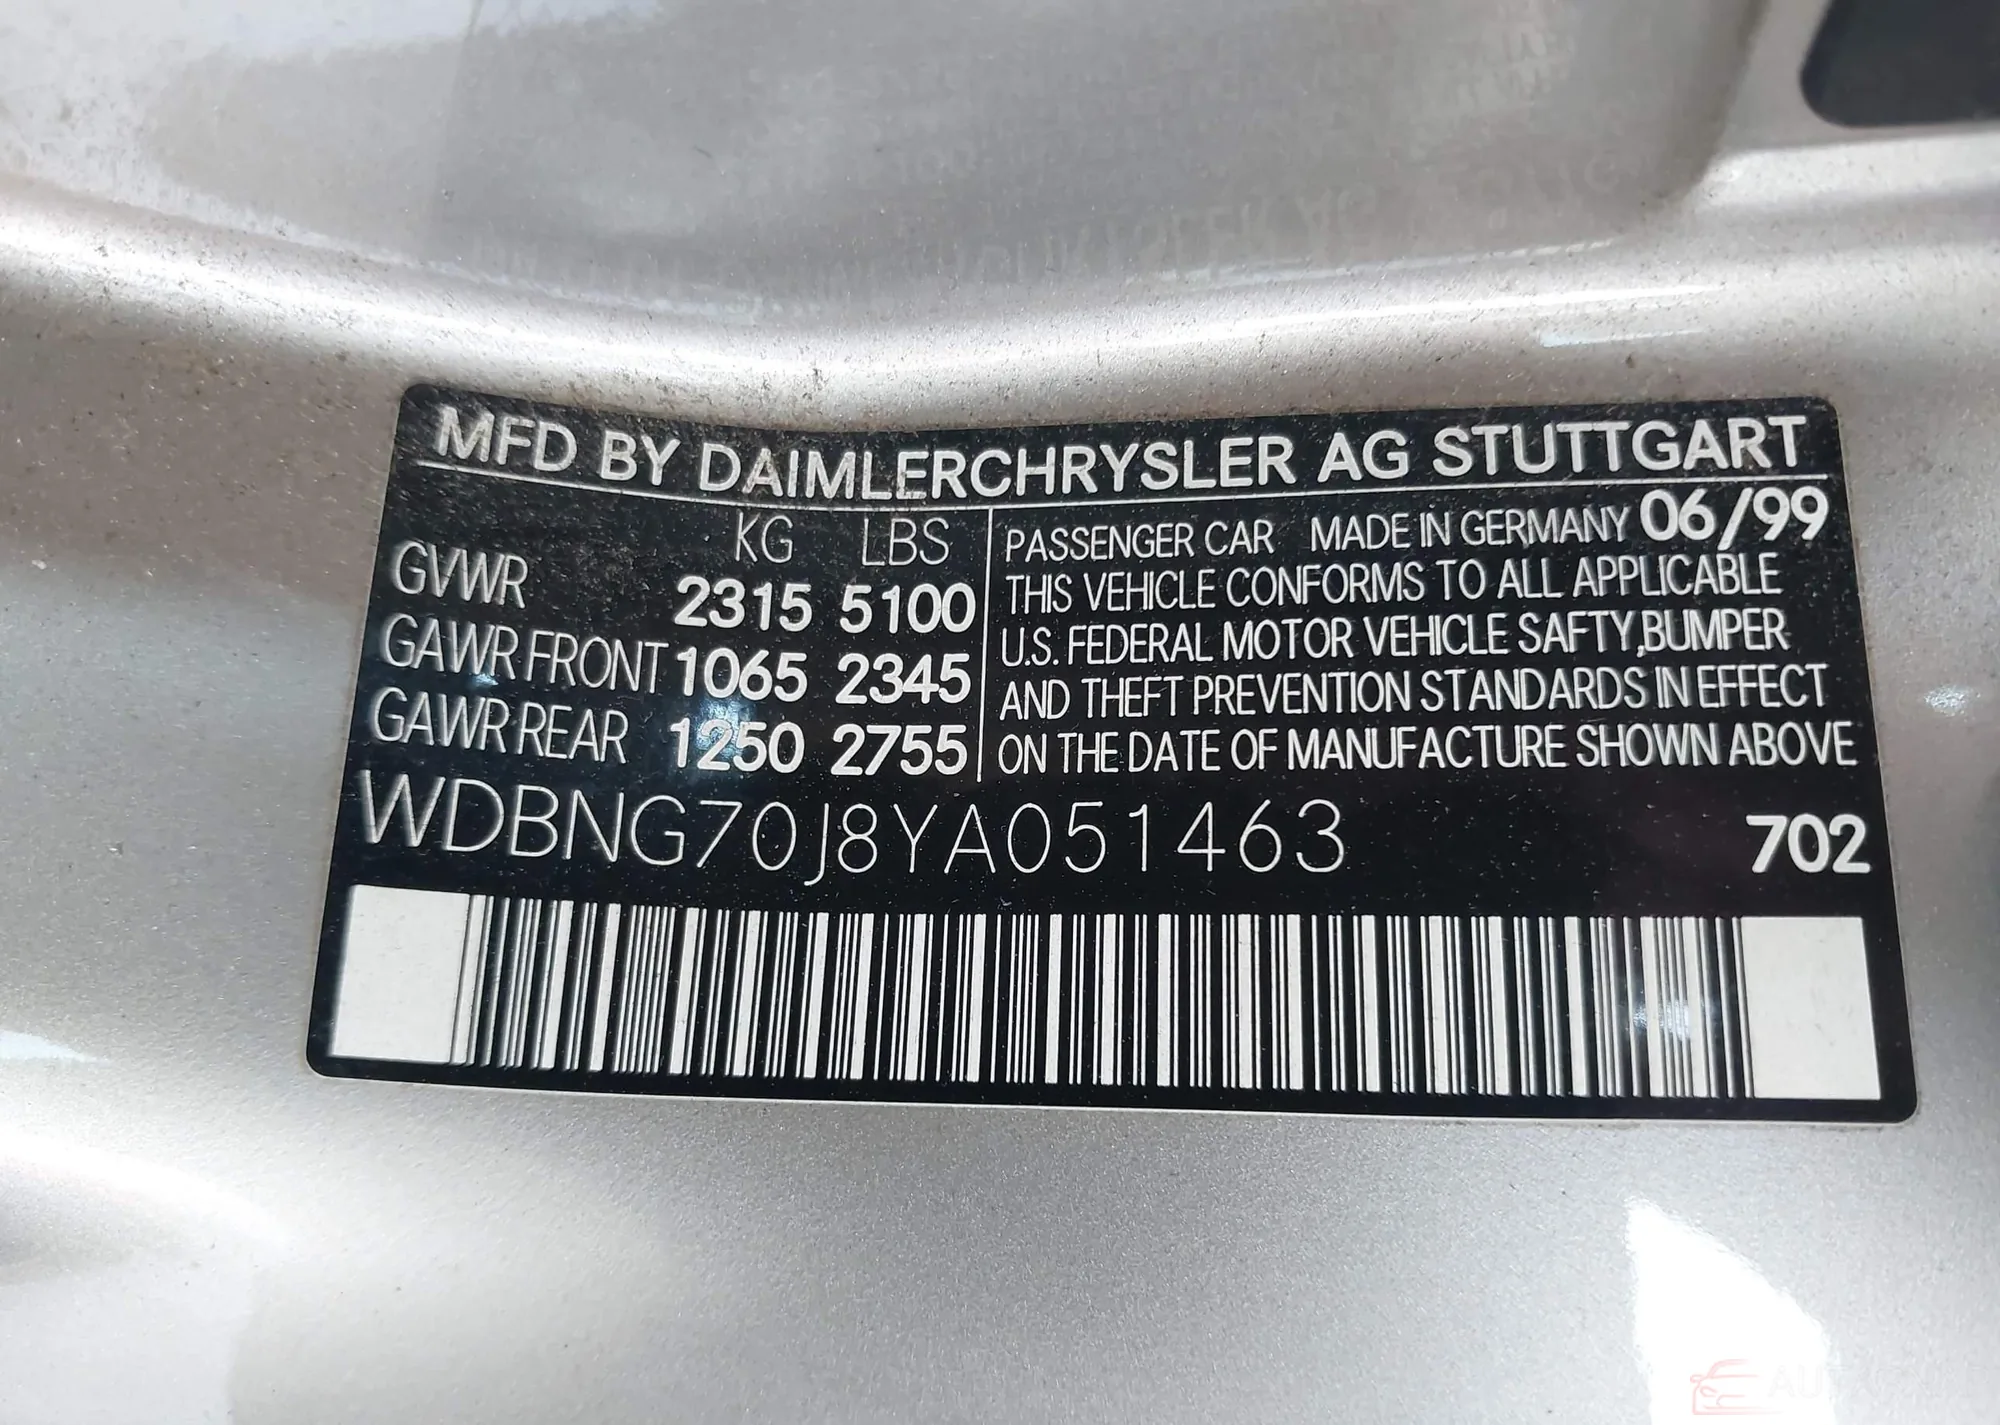 MFD BY DAIMLERCHRYSLER AG STUTTGART
KG LBS
GVWR 2315 5100
GAWR FRONT 1065 2345
GAWR REAR 1250 2755
PASSENGER CAR MADE IN GERMANY 06/99
THIS VEHICLE CONFORMS TO ALL APPLICABLE
U.S. FEDERAL MOTOR VEHICLE SAFTY,BUMPER
AND THEFT PREVENTION STANDARDS IN EFFECT
ON THE DATE OF MANUFACTURE SHOWN ABOVE
WDBNG70J8YA051463 702